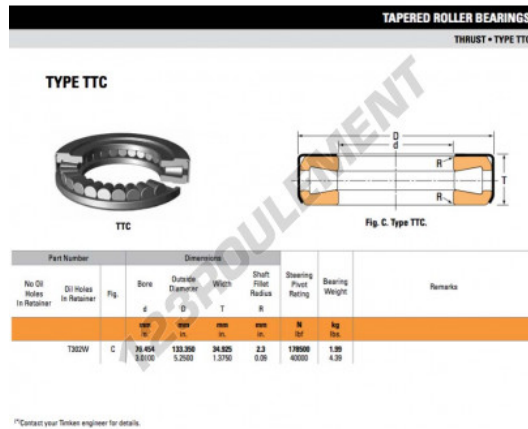 TAPERED ROLLER BEARINGS
THRUST • TYPE TTC
TYPE TTC
D
d
R
T
R
TTC
Fig. C. Type TTC.
123ROULEMENT
Part Number Dimensions
No Oil Holes In Retainer Oil Holes In Retainer Fig. Bore Outside Diameter Width Shaft Fillet Radius Steering Pivot Rating Bearing Weight Remarks
d D T R
mm mm mm mm N kg
in. in. in. in. lbf lbs.
T302W C 76.454 133.350 34.925 2.3 178500 1.99
3.0100 5.2500 1.3750 0.09 40000 4.39
(*)Contact your Timken engineer for details.